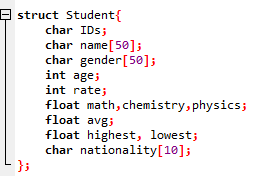 struct Student{
char IDs;
char name[50];
char gender[50];
int age;
int rate;
float math,chemistry,physics;
float avg;
float highest, lowest;
char nationality[10];
};